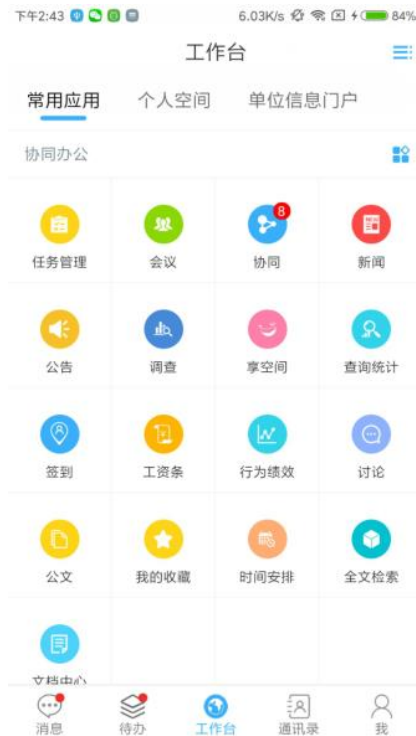 下午2:43 6.03K/s 84%
工作台
常用应用 个人空间 单位信息门户
协同办公
8
任务管理 会议 协同 新闻
公告 调查 享空间 查询统计
签到 工资条 行为绩效 讨论
公文 我的收藏 时间安排 全文检索
文档中心
消息 待办 工作台 通讯录 我